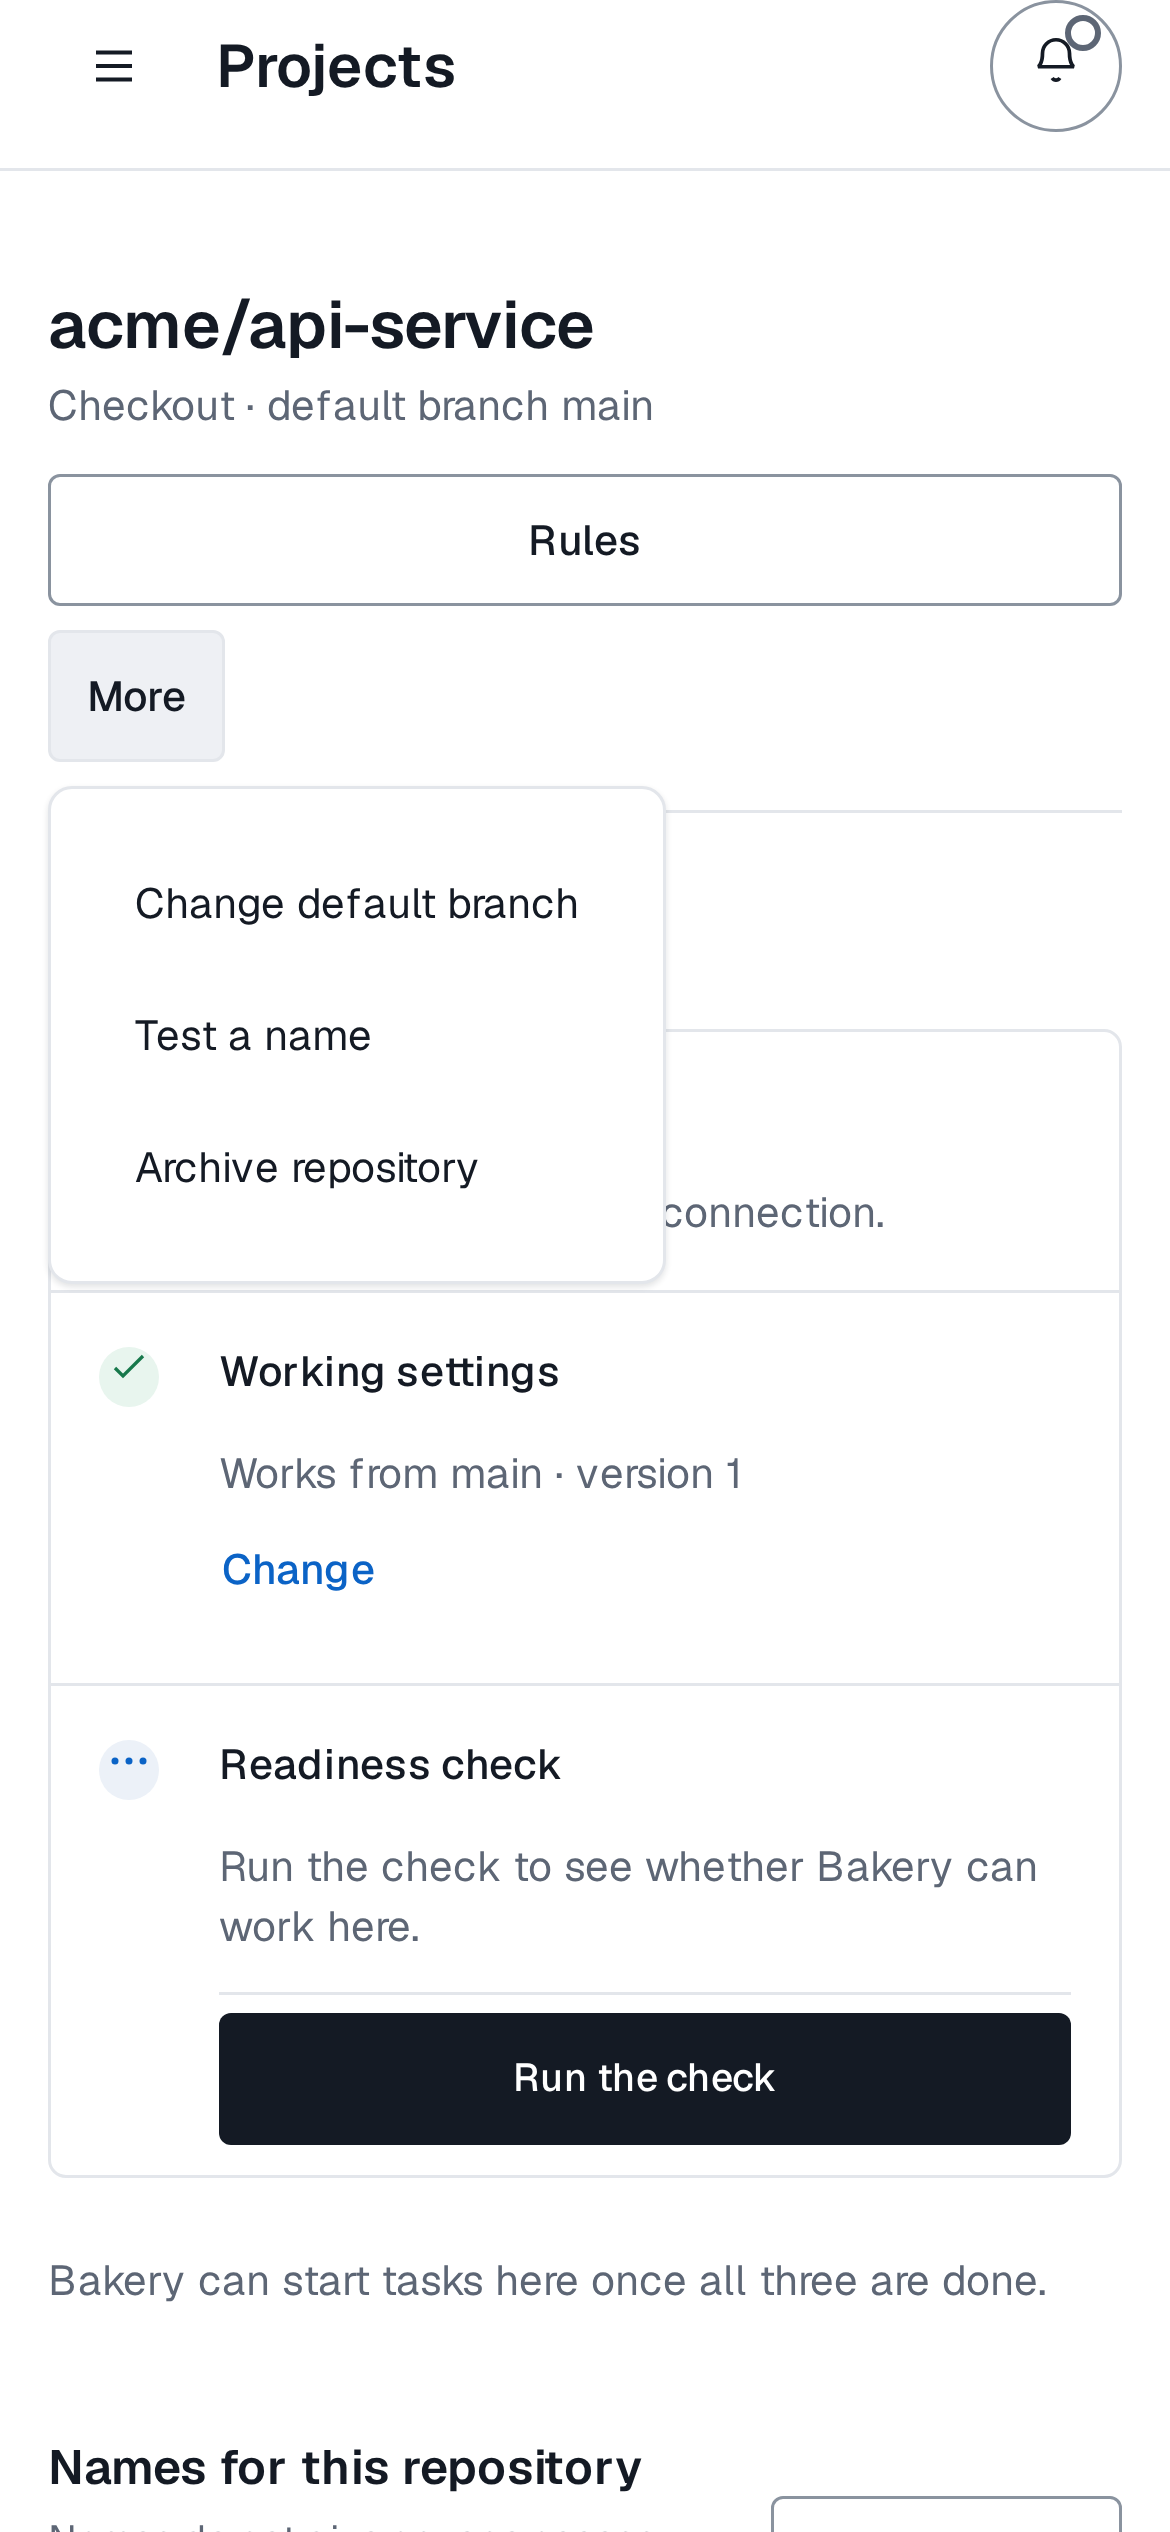 Projects
acme/api-service
Checkout · default branch main
Rules
More
Change default branch
Test a name
Archive repository
connection.
Working settings
Works from main · version 1
Change
Readiness check
Run the check to see whether Bakery can
work here.
Run the check
Bakery can start tasks here once all three are done.
Names for this repository